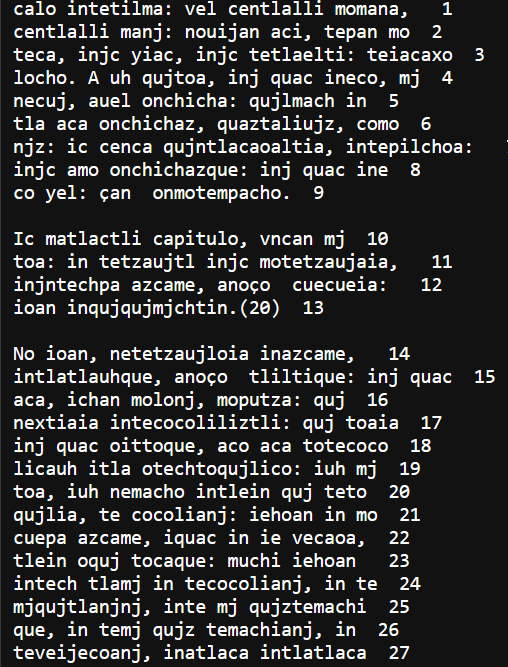 calo intetilma: vel centlalli momana,   1
centlalli manj: nouijan aci, tepan mo  2
teca, injc yiac, injc tetlaelti: teiacaxo  3
locho. A uh qujtoa, inj quac ineco, mj  4
necuj, auel onchicha: qujlmach in  5
tla aca onchichaz, quaztaliujz, como  6
njz: ic cenca qujntlacaoaltia, intepilchoa:
injc amo onchichazque: inj quac ine  8
co yel: çan  onmotempacho.  9

Ic matlactli capitulo, vncan mj  10
toa: in tetzaujtl injc motetzaujaia,   11
injntechpa azcame, anoço  cuecueia:   12
ioan inqujqujmjchtin.(20)  13

No ioan, netetzaujloia inazcame,   14
intlatlauhque, anoço  tliltique: inj quac  15
aca, ichan molonj, moputza: quj  16
nextiaia intecocoliliztli: quj toaia  17
inj quac oittoque, aco aca totecoco  18
licauh itla otechtoqujlico: iuh mj  19
toa, iuh nemacho intlein quj teto  20
qujlia, te cocolianj: iehoan in mo  21
cuepa azcame, iquac in ie vecaoa,   22
tlein oquj tocaque: muchi iehoan   23
intech tlamj in tecocolianj, in te  24
mjqujtlanjnj, inte mj qujztemachi  25
que, in temj qujz temachianj, in  26
teveijecoanj, inatlaca intlatlaca  27